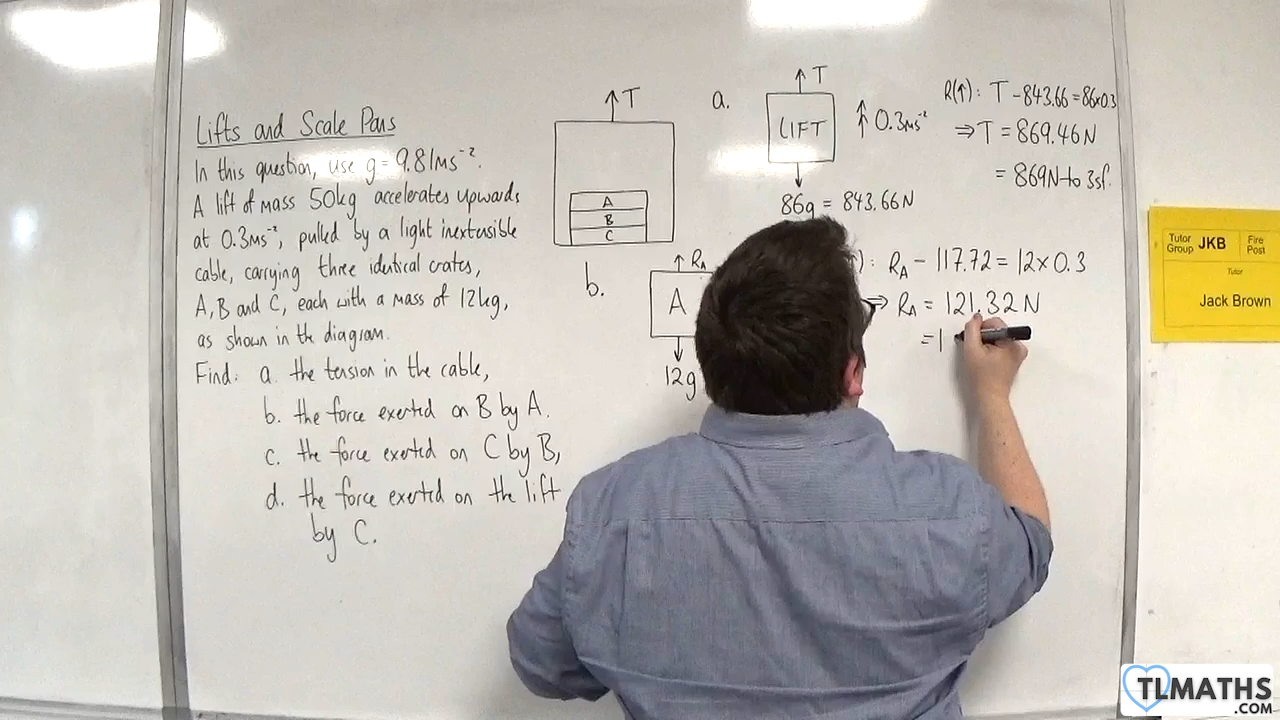 Lifts and Scale Pans
In this question, use g = 9.81ms⁻².
A lift of mass 50kg accelerates upwards
at 0.3ms⁻², pulled by a light inextensible
cable, carrying three identical crates,
A, B and C, each with a mass of 12kg,
as shown in the diagram.
Find: a. the tension in the cable,
b. the force exerted on B by A.
c. the force exerted on C by B,
d. the force exerted on the lift
by C.
T
A
B
C
a.
T
LIFT
0.3ms⁻²
86g = 843.66N
R(↑): T - 843.66 = 86×0.3
⇒ T = 869.46N
= 869N to 3sf.
b.
R_A
A
12g
): R_A - 117.72 = 12 × 0.3
⇒ R_A = 121.32 N
= 1
Tutor Group JKB
Fire Post
Tutor
Jack Brown
TLMATHS
.COM